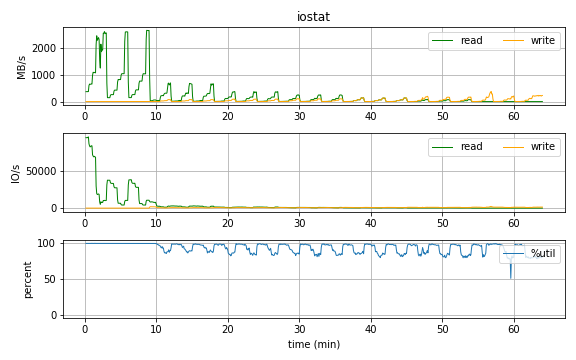 iostat
read write
MB/s
2000
1000
0
0 10 20 30 40 50 60
read write
IO/s
50000
0
0 10 20 30 40 50 60
%util
percent
100
50
0
0 10 20 30 40 50 60
time (min)